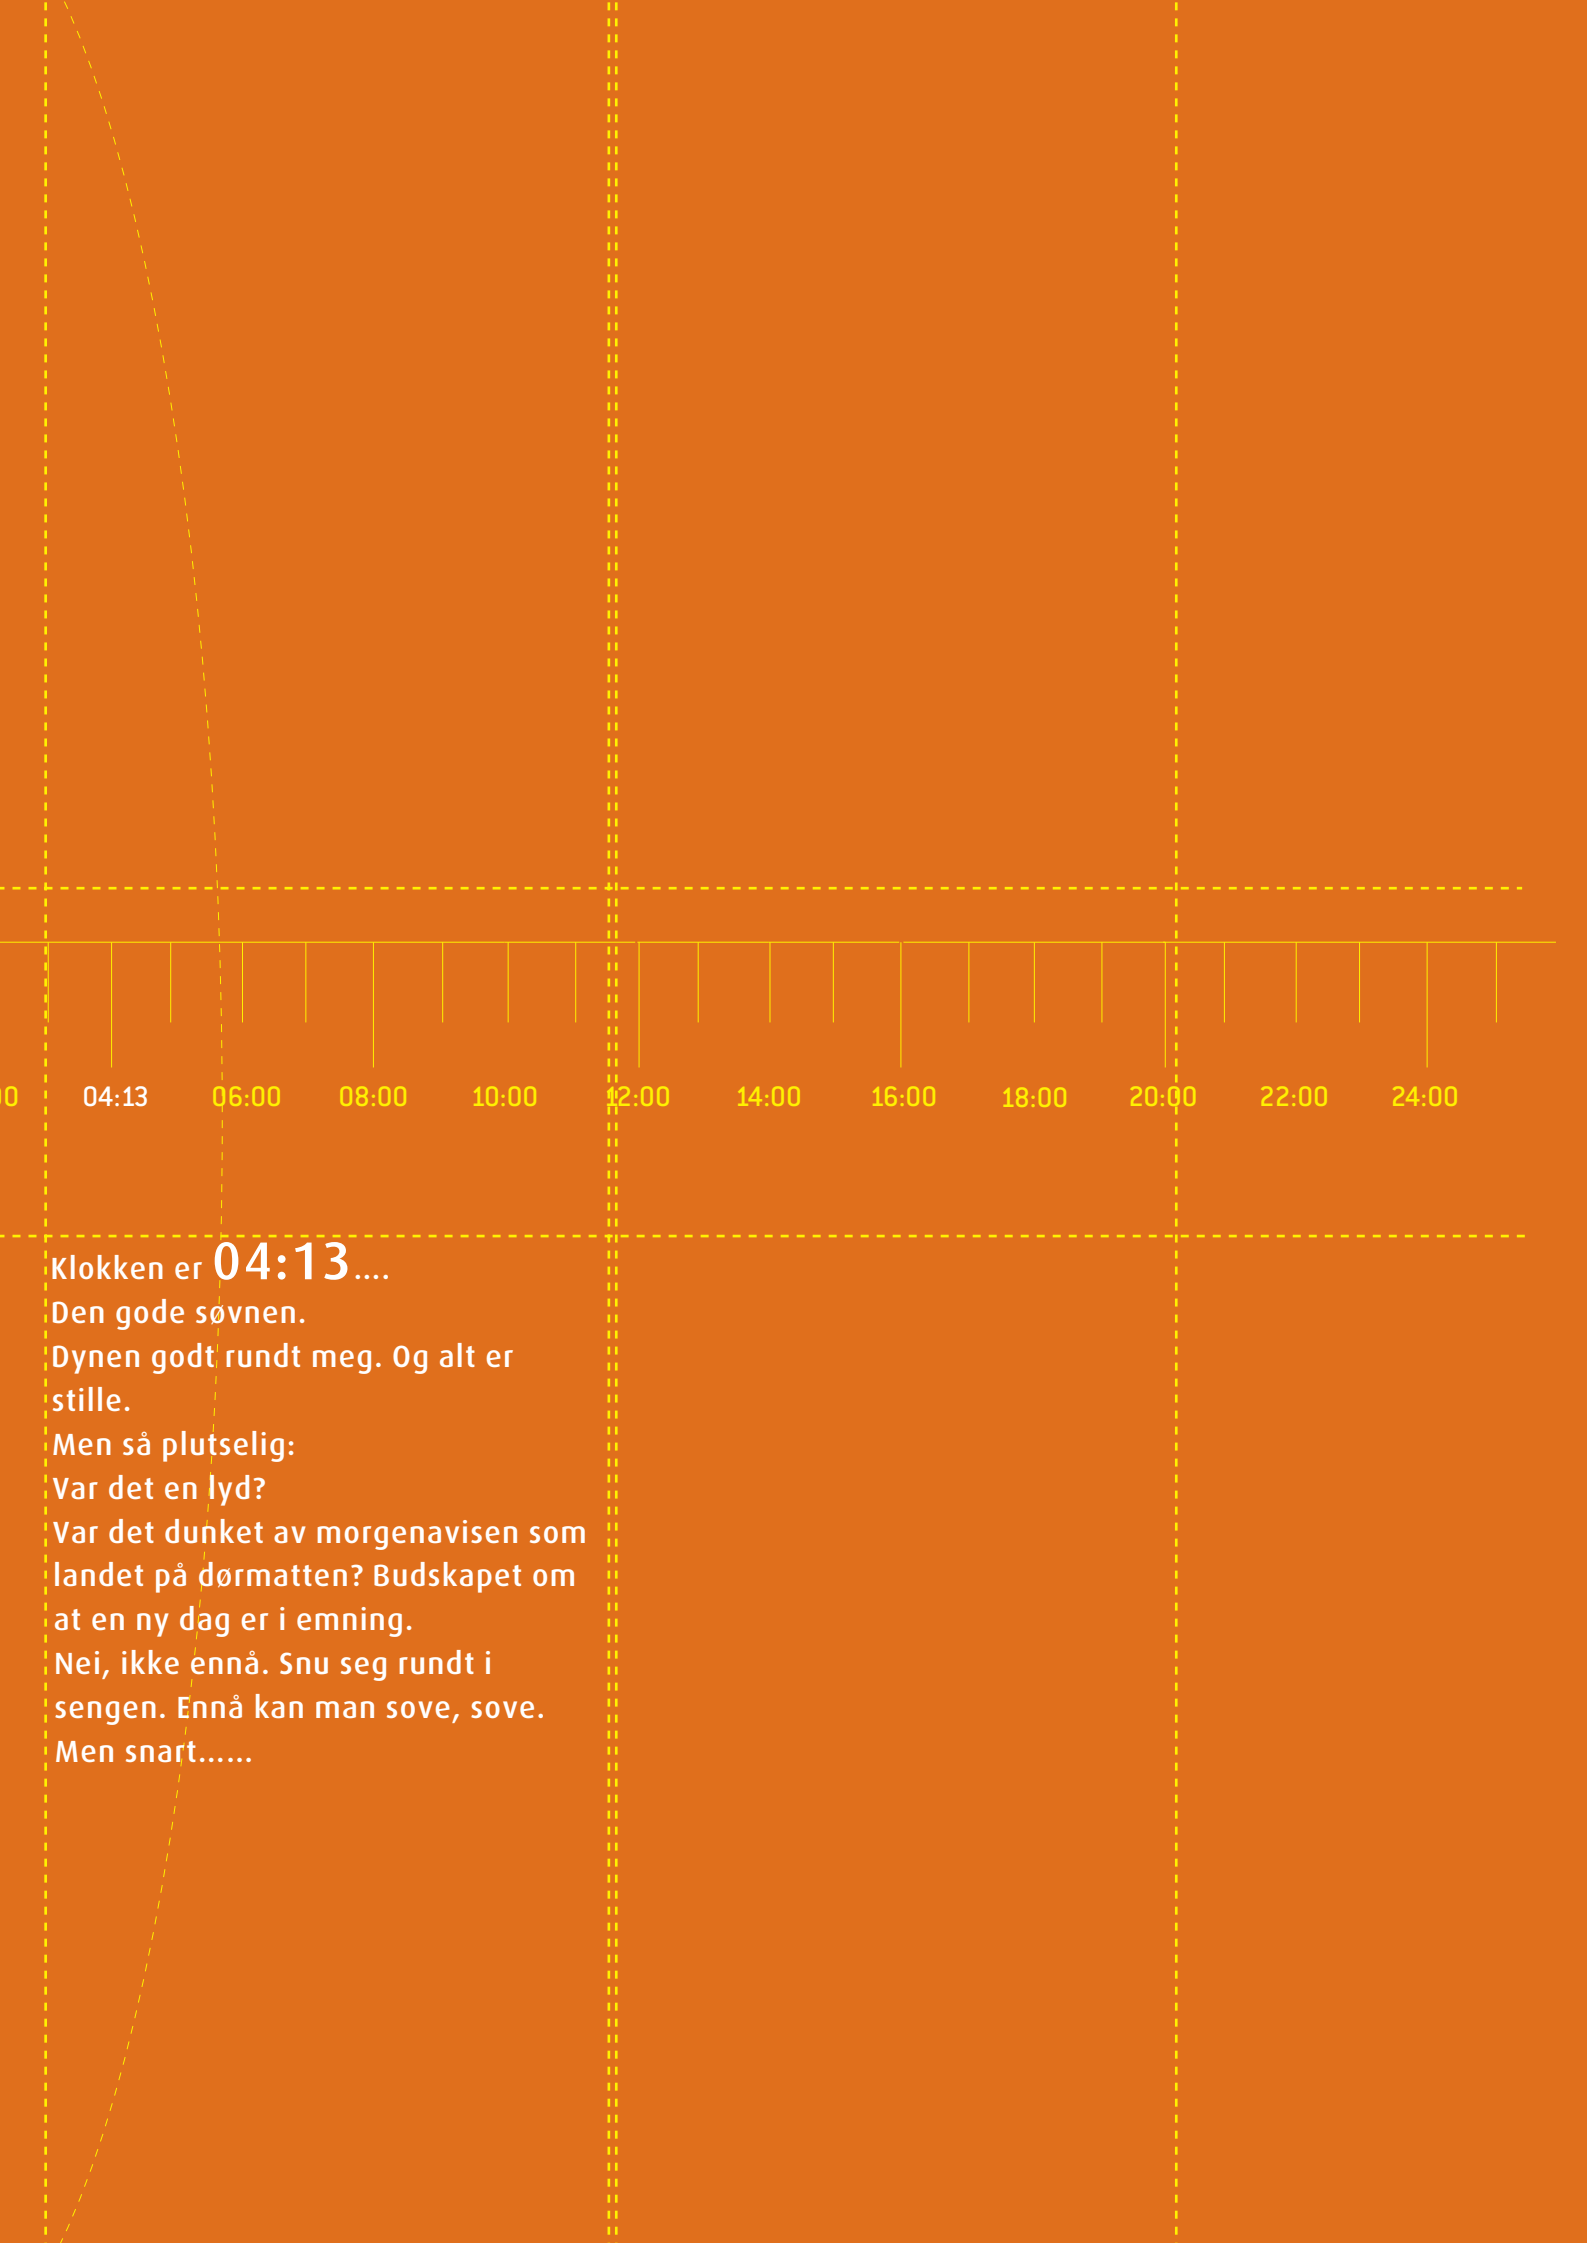 00 04:13 06:00 08:00 10:00 12:00 14:00 16:00 18:00 20:00 22:00 24:00
Klokken er 04:13....
Den gode søvnen.
Dynen godt rundt meg. Og alt er
stille.
Men så plutselig:
Var det en lyd?
Var det dunket av morgenavisen som
landet på dørmatten? Budskapet om
at en ny dag er i emning.
Nei, ikke ennå. Snu seg rundt i
sengen. Ennå kan man sove, sove.
Men snart......